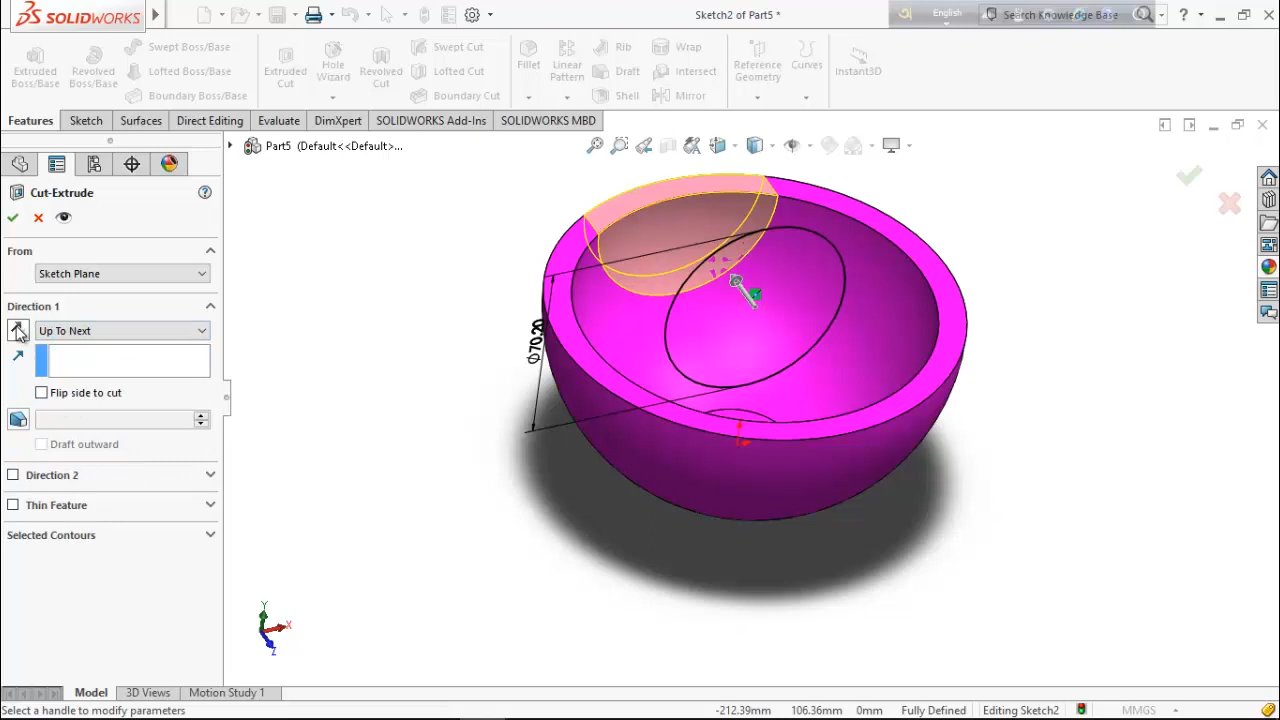 SOLIDWORKS
Sketch2 of Part5 *
English
Search Knowledge Base
?
Extruded Boss/Base
Revolved Boss/Base
Swept Boss/Base
Lofted Boss/Base
Boundary Boss/Base
Extruded Cut
Hole Wizard
Revolved Cut
Swept Cut
Lofted Cut
Boundary Cut
Fillet
Linear Pattern
Rib
Draft
Shell
Wrap
Intersect
Mirror
Reference Geometry
Curves
Instant3D
Features
Sketch
Surfaces
Direct Editing
Evaluate
DimXpert
SOLIDWORKS Add-Ins
SOLIDWORKS MBD
Part5 (Default<<Default>...
Cut-Extrude
?
From
Sketch Plane
Direction 1
Up To Next
Flip side to cut
Draft outward
Direction 2
Thin Feature
Selected Contours
Ø70.20
Y
X
Z
Model
3D Views
Motion Study 1
Select a handle to modify parameters
-212.39mm
106.36mm
0mm
Fully Defined
Editing Sketch2
MMGS